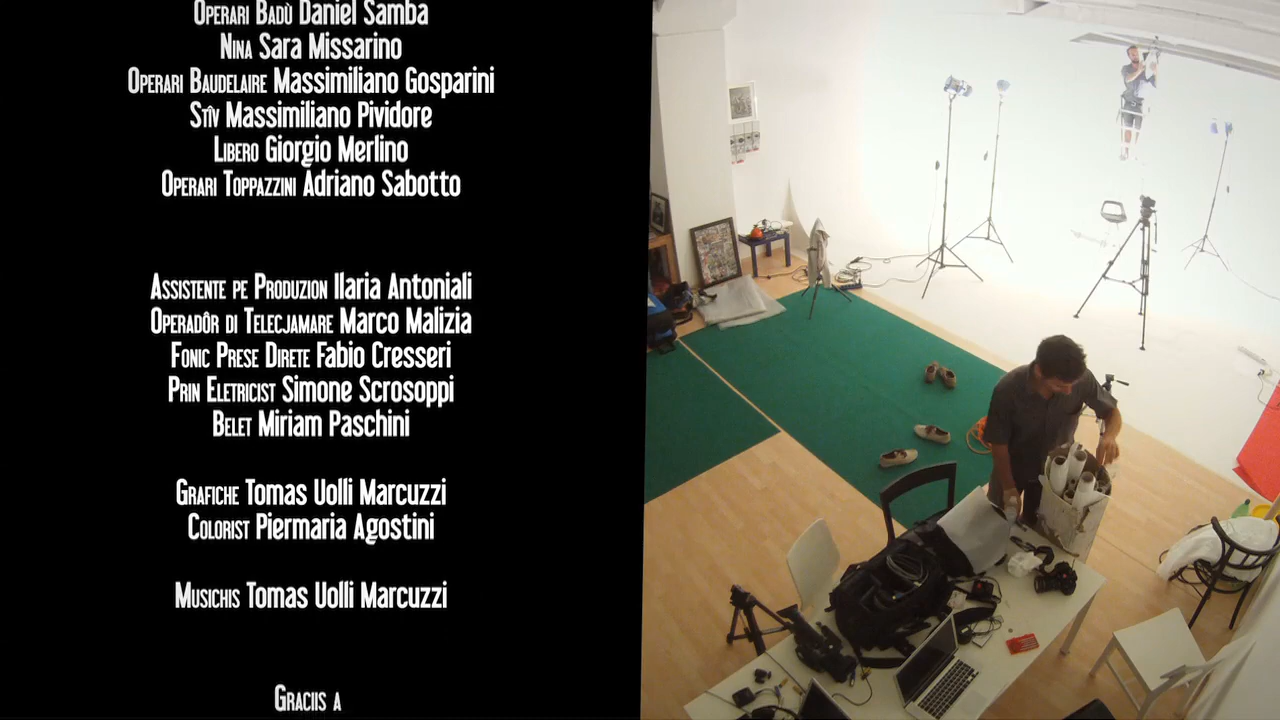 Operari Badù Daniel Samba
Nina Sara Missarino
Operari Baudelaire Massimiliano Gosparini
Stîv Massimiliano Pividore
Libero Giorgio Merlino
Operari Toppazzini Adriano Sabotto
Assistente pe Produzion Ilaria Antoniali
Operadôr di Telecjamare Marco Malizia
Fonic Prese Direte Fabio Cresseri
Prin Eletricist Simone Scrosoppi
Belet Miriam Paschini
Grafiche Tomas Uolli Marcuzzi
Colorist Piermaria Agostini
Musichis Tomas Uolli Marcuzzi
Graciis a